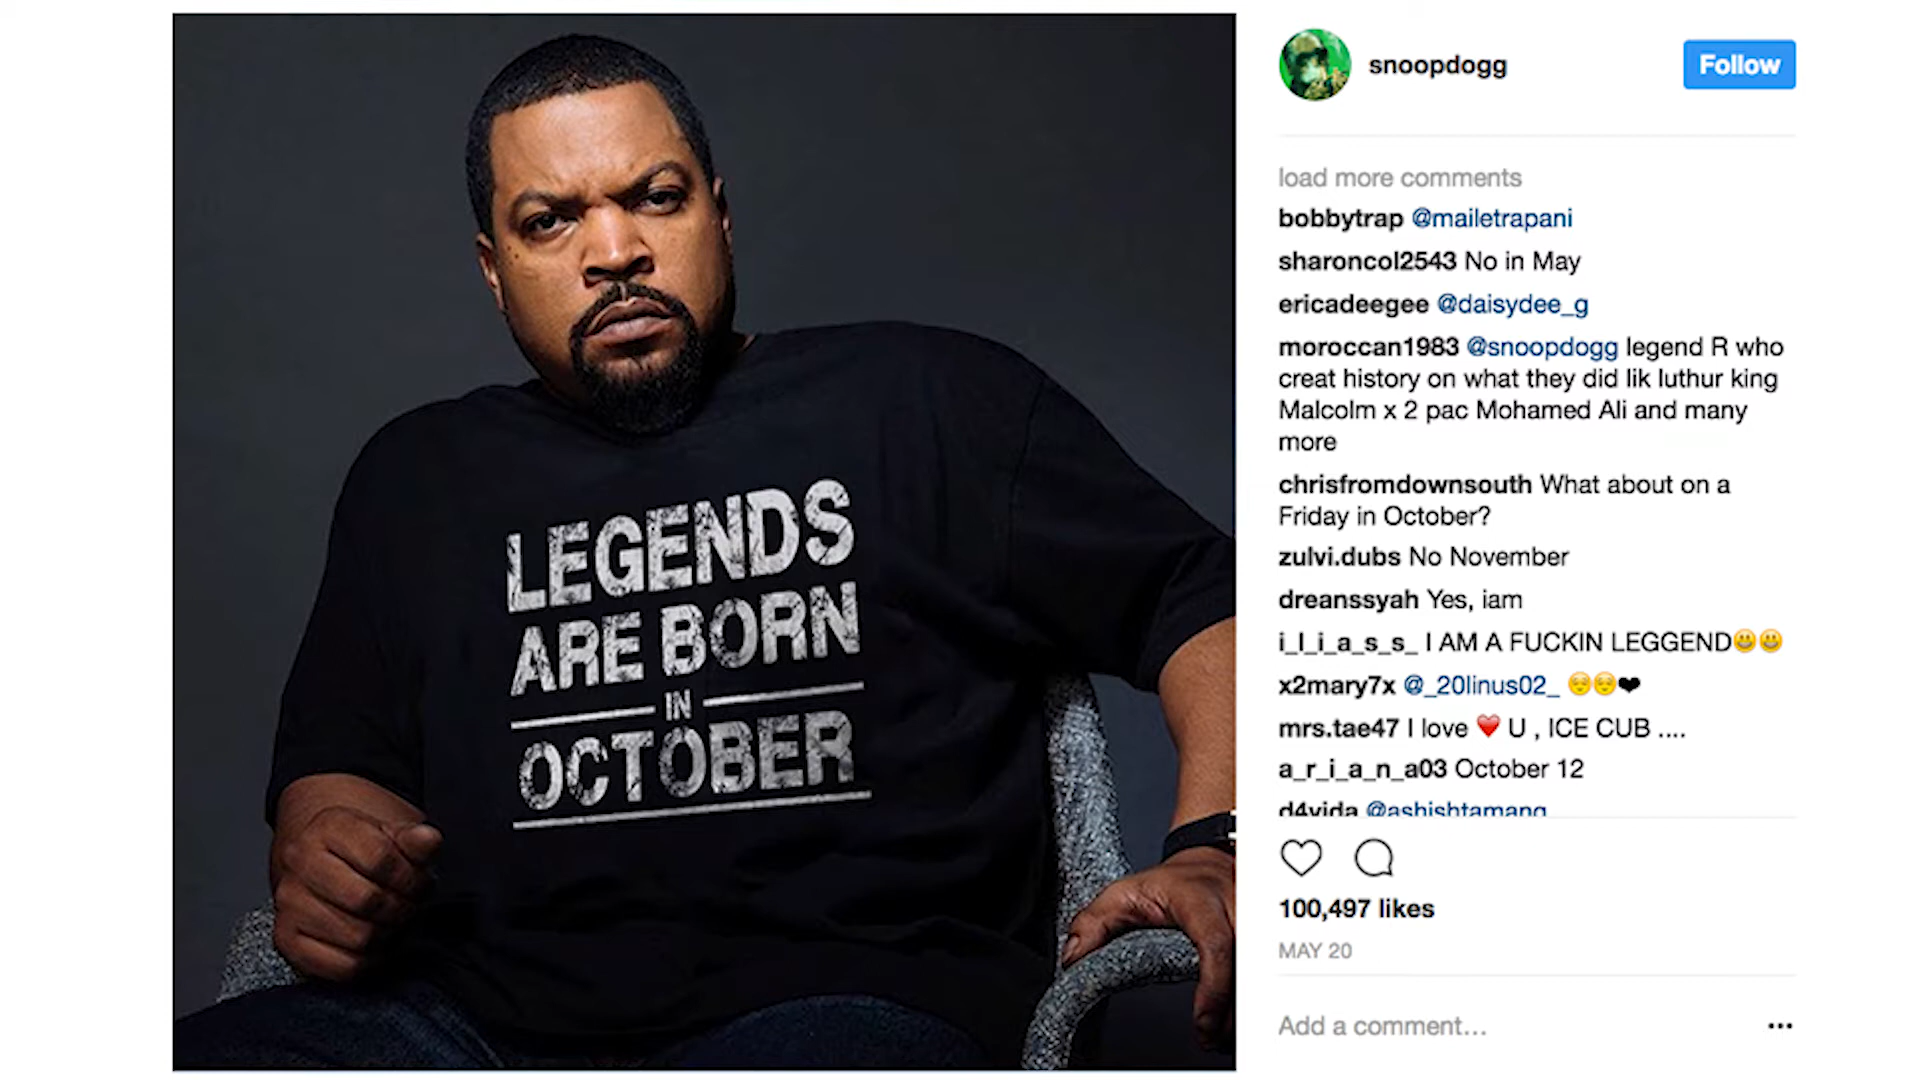 LEGENDS
ARE BORN
IN
OCTOBER
snoopdogg
Follow
load more comments
bobbytrap @mailetrapani
sharoncol2543 No in May
ericadeegee @daisydee_g
moroccan1983 @snoopdogg legend R who
creat history on what they did lik luthur king
Malcolm x 2 pac Mohamed Ali and many
more
chrisfromdownsouth What about on a
Friday in October?
zulvi.dubs No November
dreanssyah Yes, iam
i_l_i_a_s_s_ I AM A FUCKIN LEGGEND😀😀
x2mary7x @_20linus02_ 😌😌❤
mrs.tae47 I love ❤️ U , ICE CUB ....
a_r_i_a_n_a03 October 12
d4vida @ashishtamang
100,497 likes
MAY 20
Add a comment...